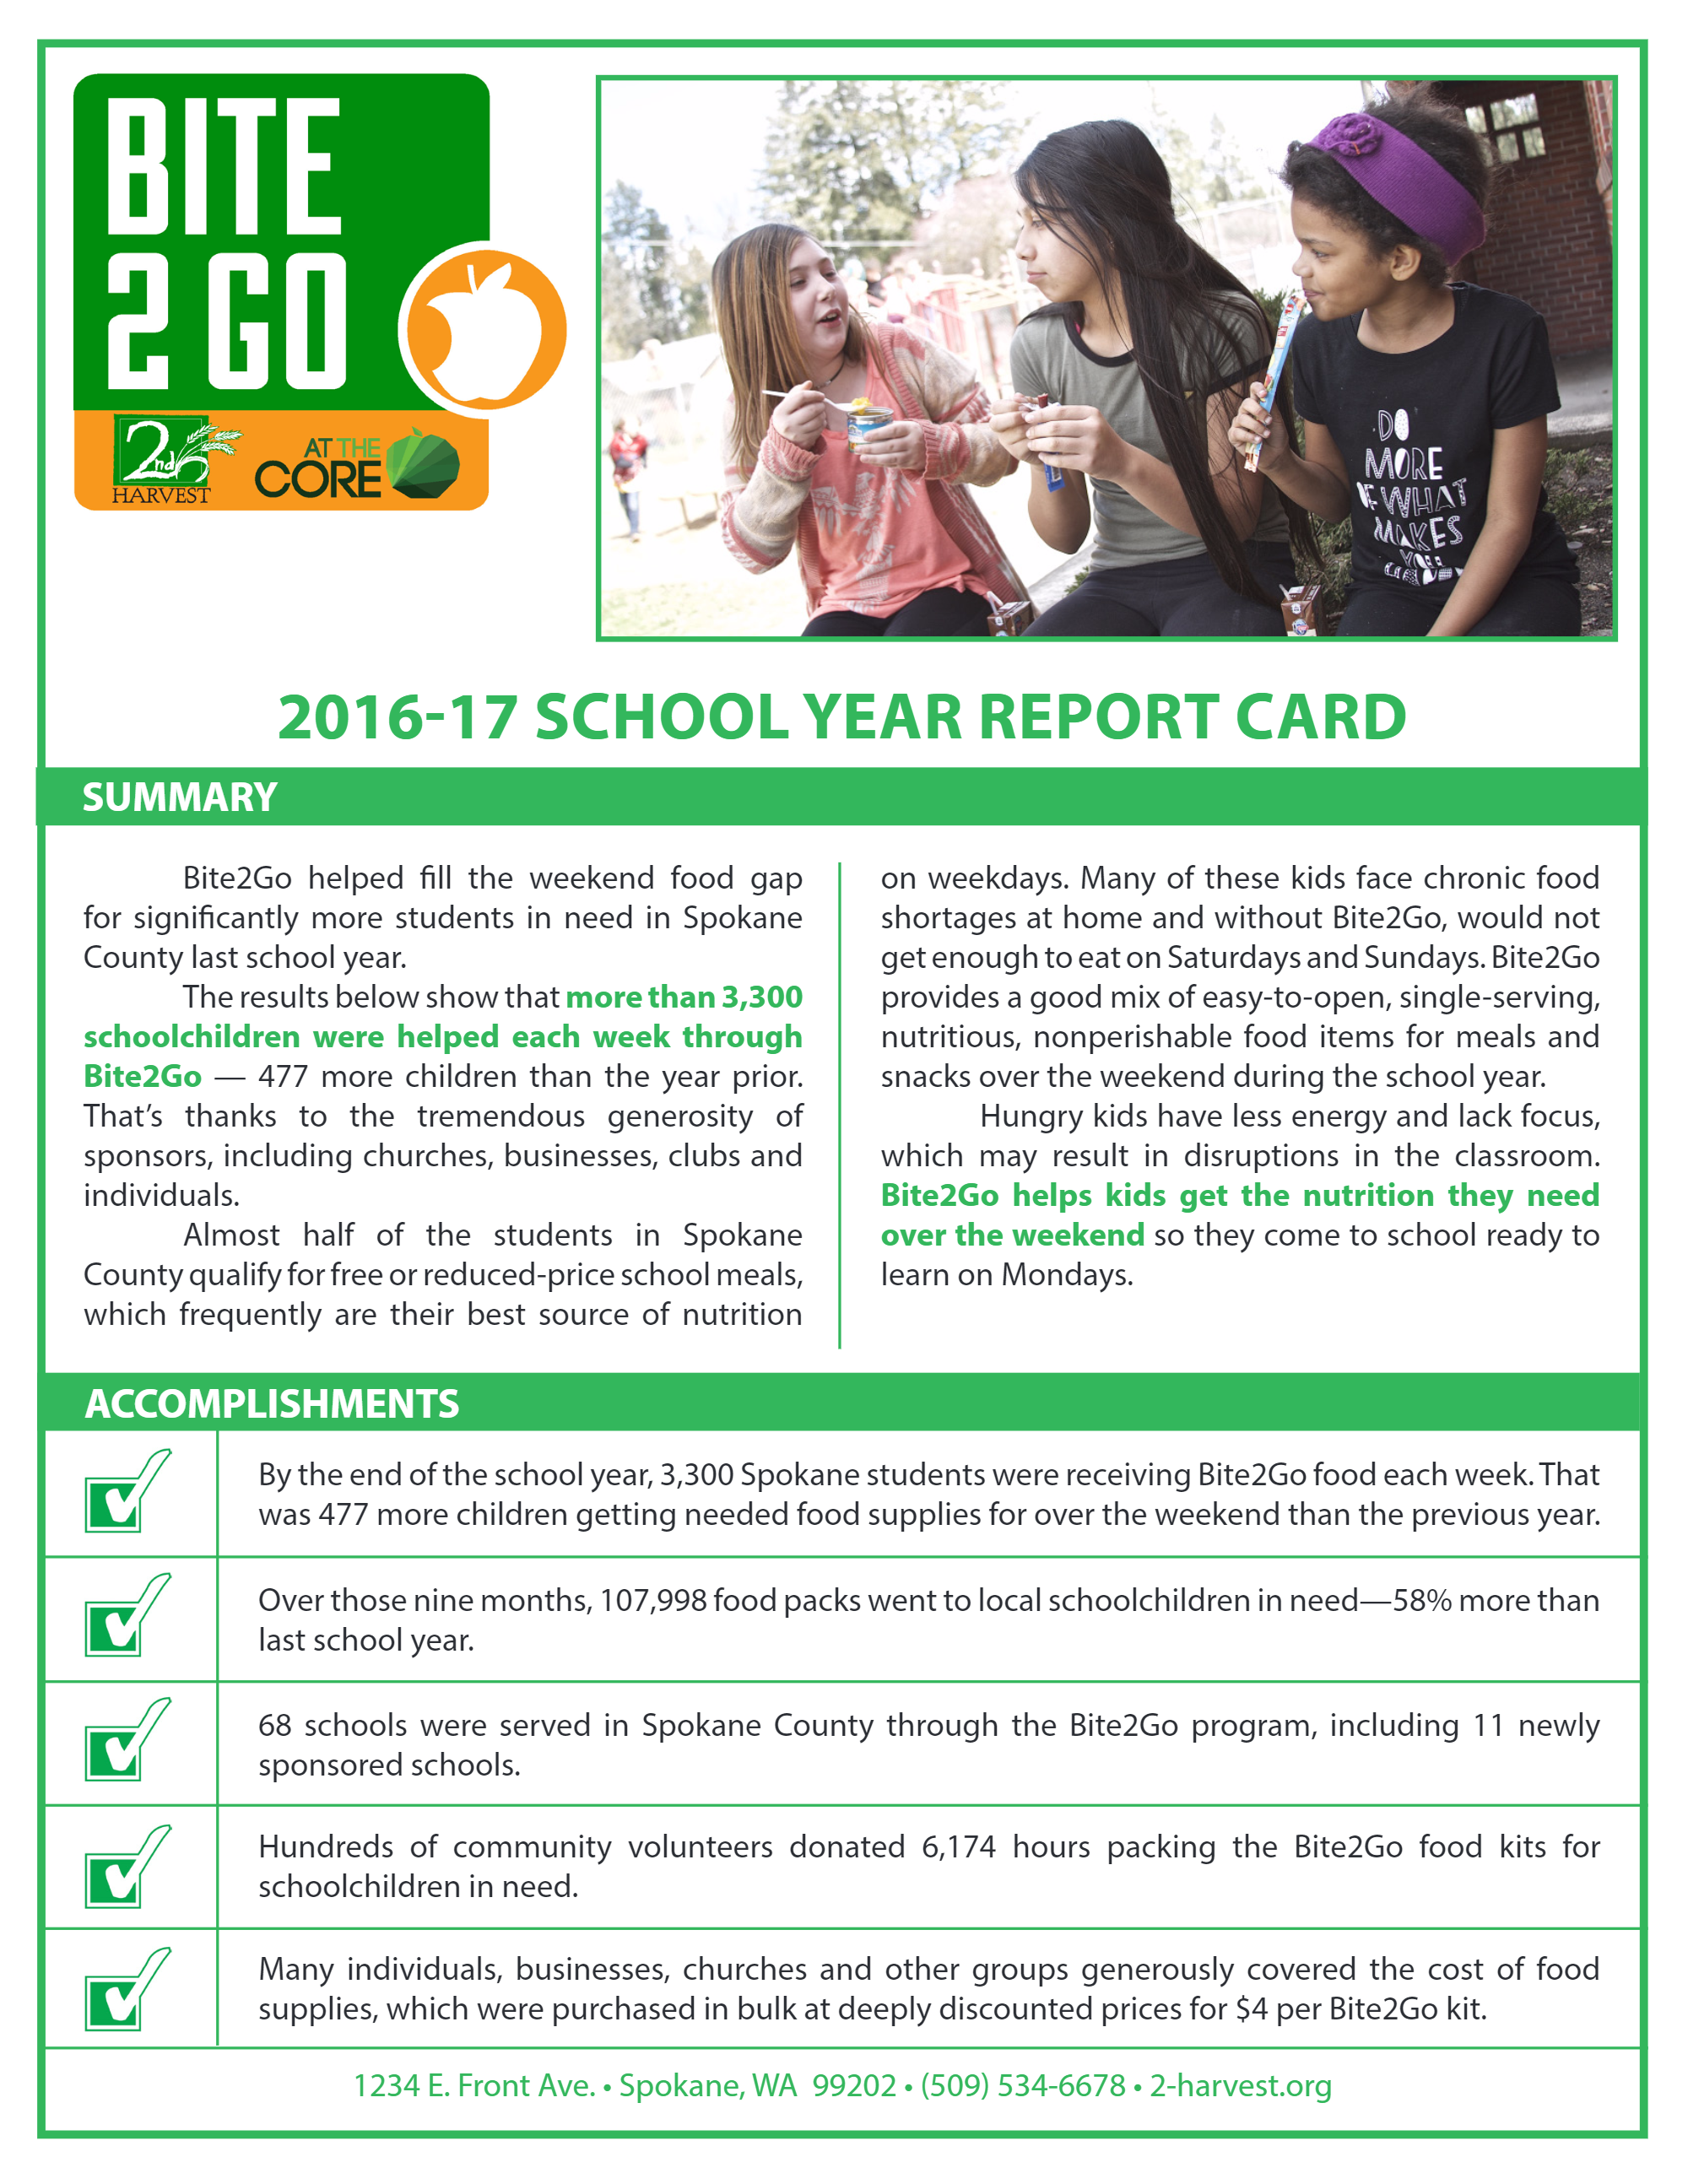 BITE
2 GO
2nd
HARVEST
AT THE
CORE
DO
MORE
OF WHAT
MAKES
YOU
2016-17 SCHOOL YEAR REPORT CARD
SUMMARY
Bite2Go helped fill the weekend food gap
for significantly more students in need in Spokane
County last school year.
The results below show that more than 3,300
schoolchildren were helped each week through
Bite2Go — 477 more children than the year prior.
That’s thanks to the tremendous generosity of
sponsors, including churches, businesses, clubs and
individuals.
Almost half of the students in Spokane
County qualify for free or reduced-price school meals,
which frequently are their best source of nutrition
on weekdays. Many of these kids face chronic food
shortages at home and without Bite2Go, would not
get enough to eat on Saturdays and Sundays. Bite2Go
provides a good mix of easy-to-open, single-serving,
nutritious, nonperishable food items for meals and
snacks over the weekend during the school year.
Hungry kids have less energy and lack focus,
which may result in disruptions in the classroom.
Bite2Go helps kids get the nutrition they need
over the weekend so they come to school ready to
learn on Mondays.
ACCOMPLISHMENTS
By the end of the school year, 3,300 Spokane students were receiving Bite2Go food each week. That
was 477 more children getting needed food supplies for over the weekend than the previous year.
Over those nine months, 107,998 food packs went to local schoolchildren in need—58% more than
last school year.
68 schools were served in Spokane County through the Bite2Go program, including 11 newly
sponsored schools.
Hundreds of community volunteers donated 6,174 hours packing the Bite2Go food kits for
schoolchildren in need.
Many individuals, businesses, churches and other groups generously covered the cost of food
supplies, which were purchased in bulk at deeply discounted prices for $4 per Bite2Go kit.
1234 E. Front Ave. • Spokane, WA 99202 • (509) 534-6678 • 2-harvest.org